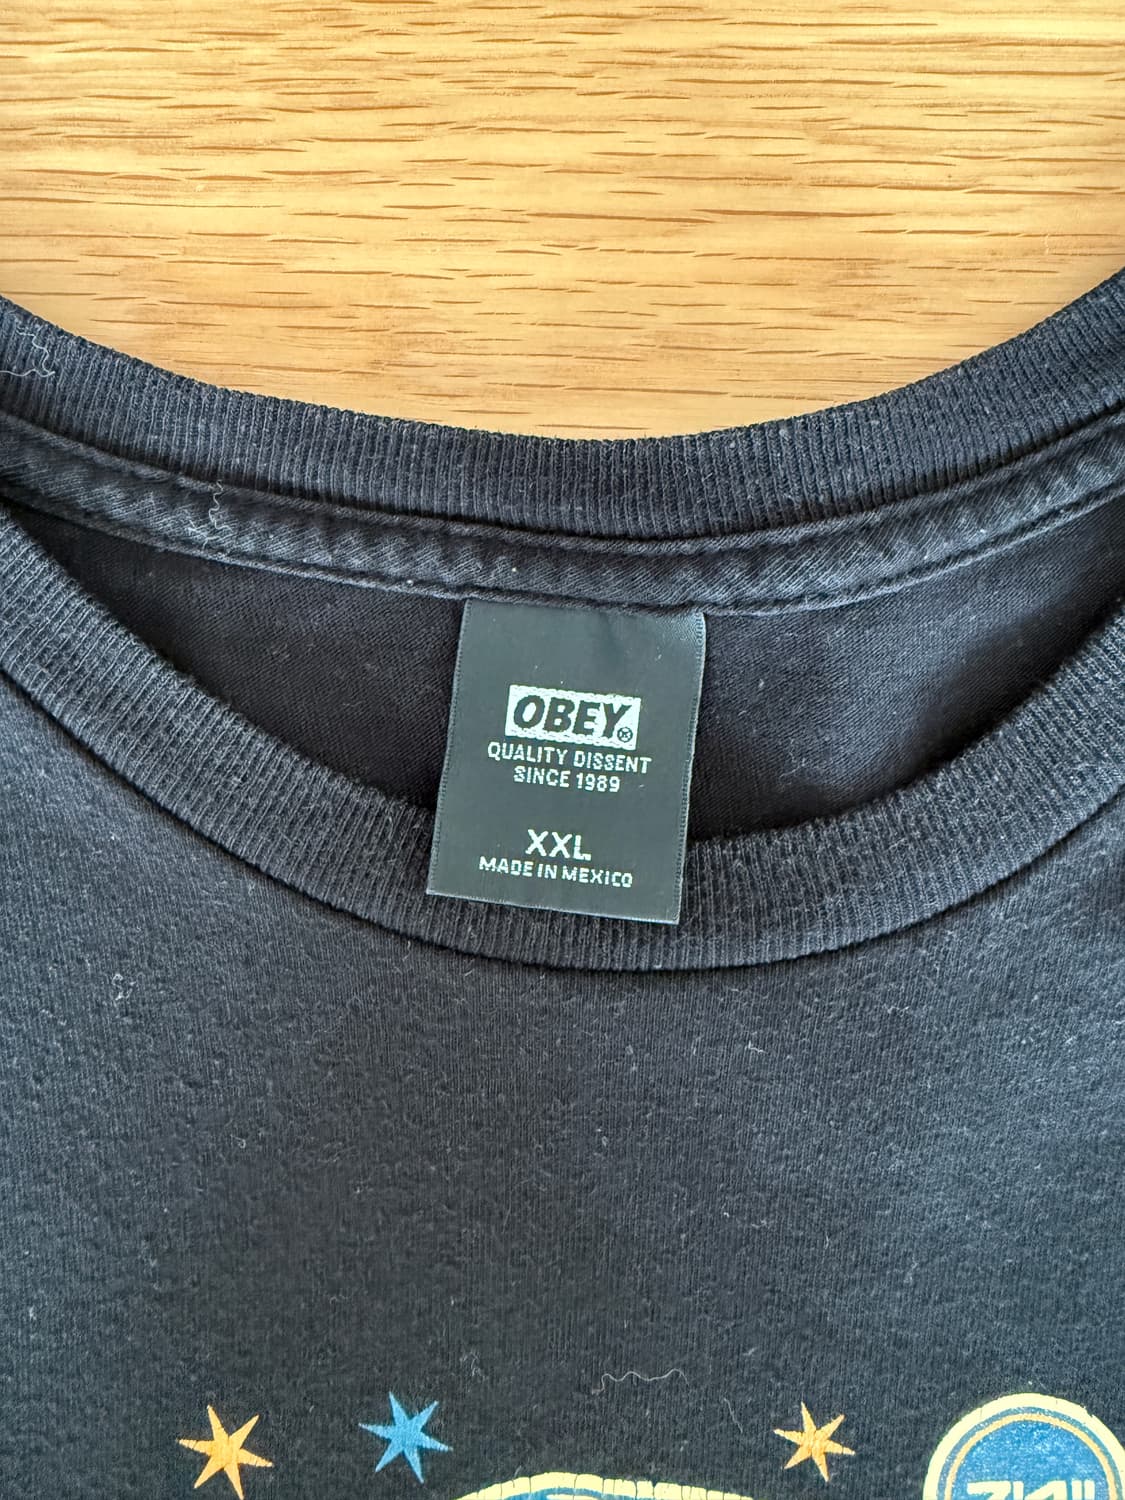 OBEY®
QUALITY DISSENT
SINCE 1989
XXL
MADE IN MEXICO